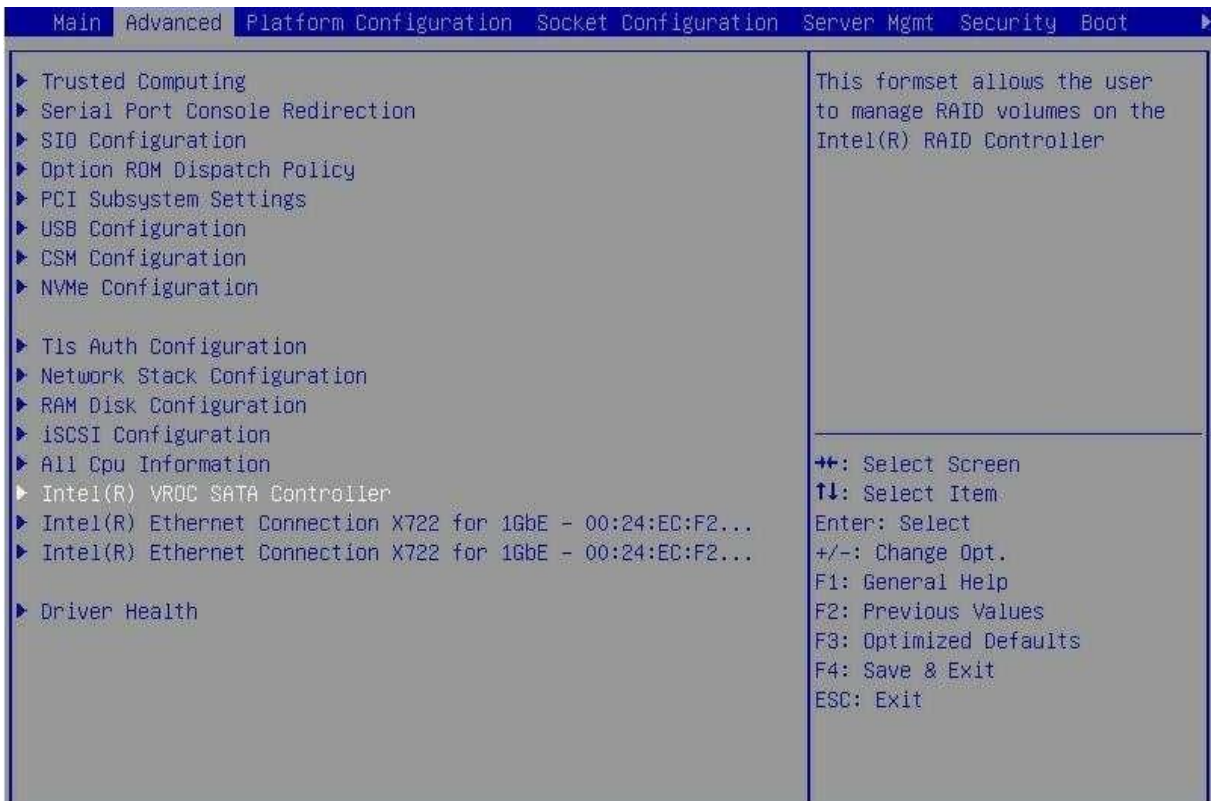 Main Advanced Platform Configuration Socket Configuration Server Mgmt Security Boot
Trusted Computing
Serial Port Console Redirection
SIO Configuration
Option ROM Dispatch Policy
PCI Subsystem Settings
USB Configuration
CSM Configuration
NVMe Configuration
Tls Auth Configuration
Network Stack Configuration
RAM Disk Configuration
iSCSI Configuration
All Cpu Information
Intel(R) VROC SATA Controller
Intel(R) Ethernet Connection X722 for 1GbE - 00:24:EC:F2...
Intel(R) Ethernet Connection X722 for 1GbE - 00:24:EC:F2...
Driver Health
This formset allows the user
to manage RAID volumes on the
Intel(R) RAID Controller
→←: Select Screen
↑↓: Select Item
Enter: Select
+/-: Change Opt.
F1: General Help
F2: Previous Values
F3: Optimized Defaults
F4: Save & Exit
ESC: Exit